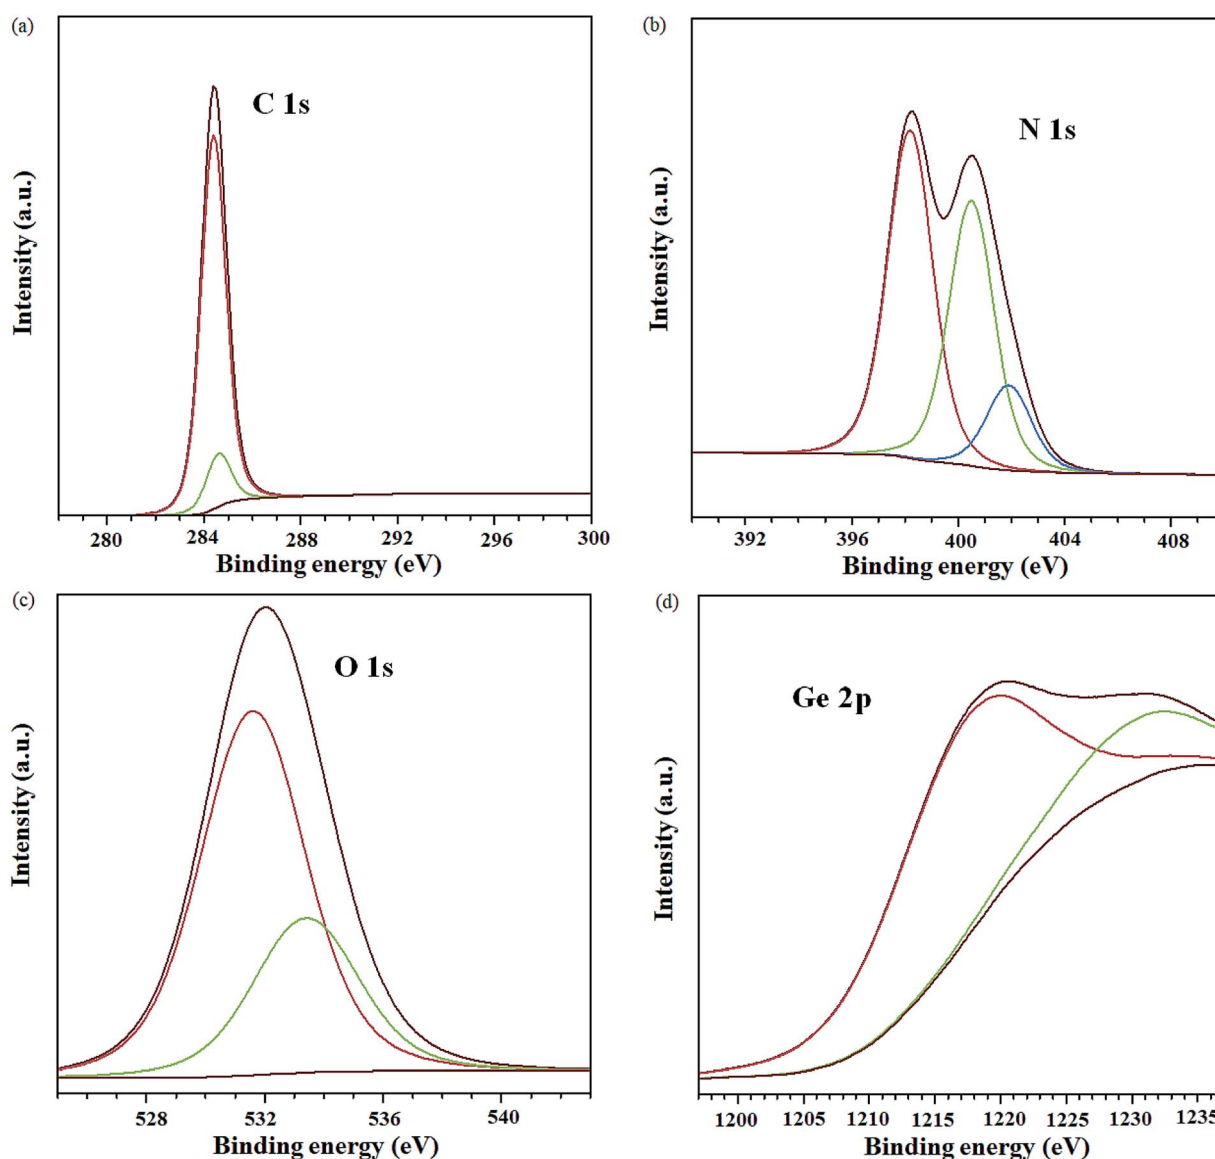 (a)
C 1s
Intensity (a.u.)
280 284 288 292 296 300
Binding energy (eV)
(b)
N 1s
Intensity (a.u.)
392 396 400 404 408
Binding energy (eV)
(c)
O 1s
Intensity (a.u.)
528 532 536 540
Binding energy (eV)
(d)
Ge 2p
Intensity (a.u.)
1200 1205 1210 1215 1220 1225 1230 1235
Binding energy (eV)